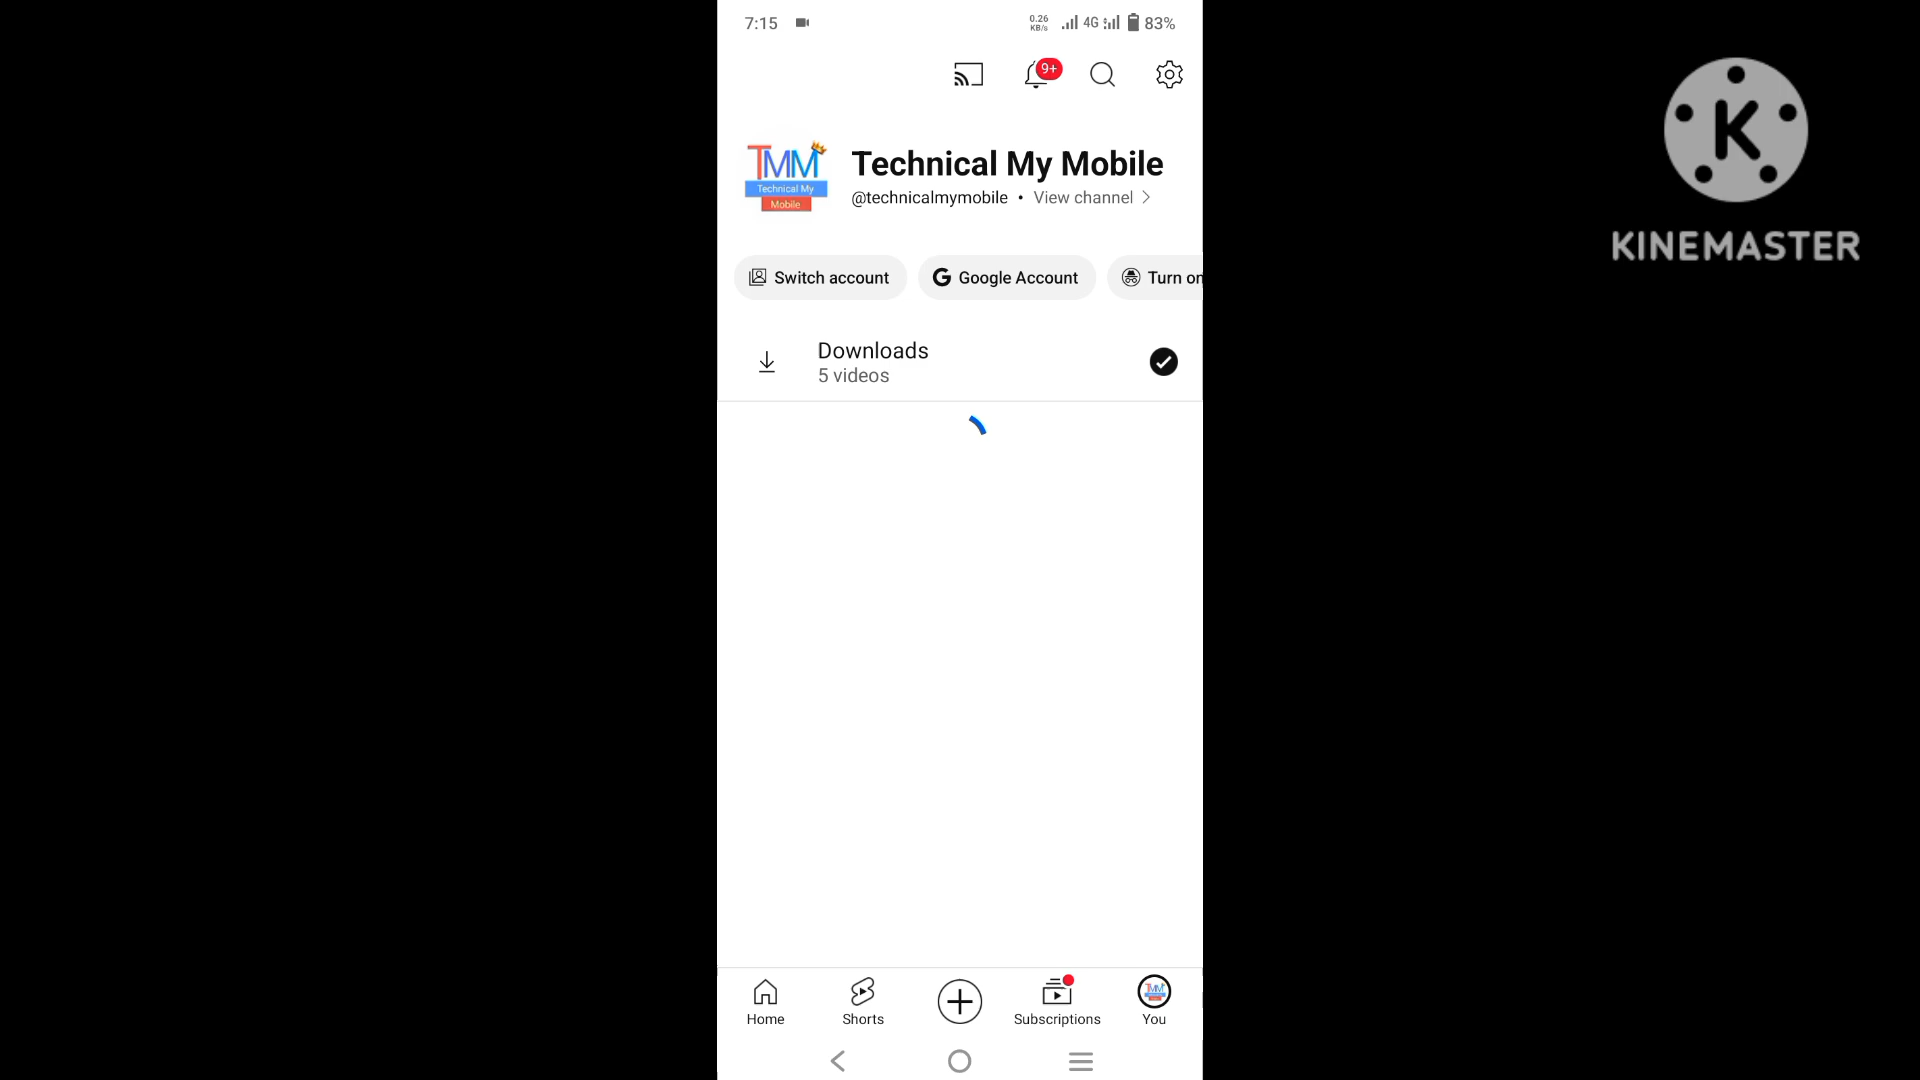 7:15 0.26 KB/s 4G 83%
9+
TMM
Technical My
Mobile
Technical My Mobile
@technicalmymobile • View channel
Switch account
G Google Account
Turn on
Downloads
5 videos
Home
Shorts
Subscriptions
You
K
KINEMASTER